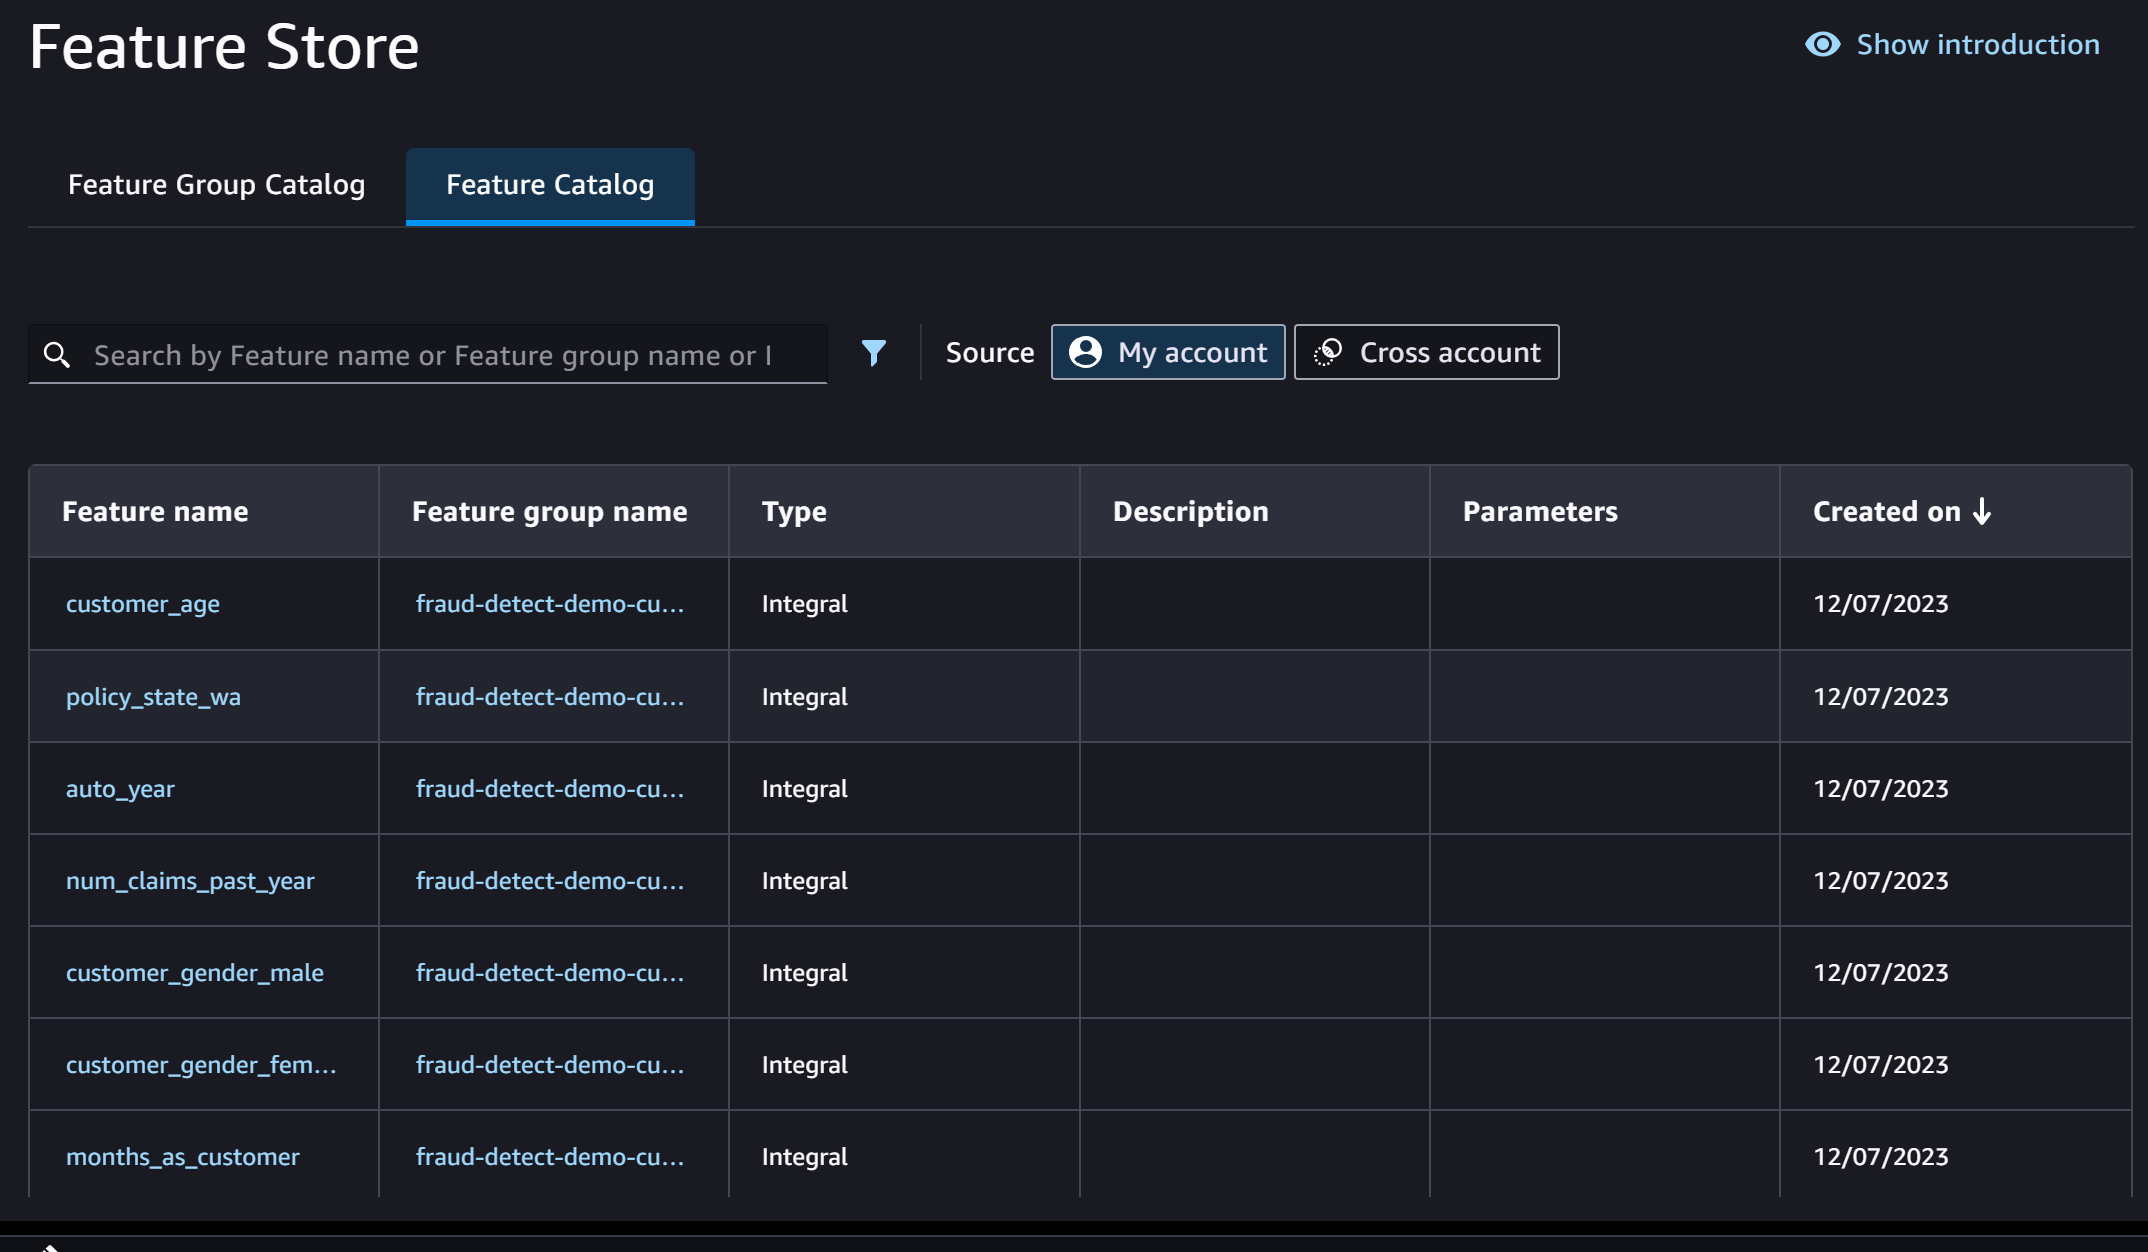 Feature Store
Show introduction
Feature Group Catalog
Feature Catalog
Search by Feature name or Feature group name or I
Source
My account
Cross account
Feature name Feature group name Type Description Parameters Created on
customer_age fraud-detect-demo-cu... Integral 12/07/2023
policy_state_wa fraud-detect-demo-cu... Integral 12/07/2023
auto_year fraud-detect-demo-cu... Integral 12/07/2023
num_claims_past_year fraud-detect-demo-cu... Integral 12/07/2023
customer_gender_male fraud-detect-demo-cu... Integral 12/07/2023
customer_gender_fem... fraud-detect-demo-cu... Integral 12/07/2023
months_as_customer fraud-detect-demo-cu... Integral 12/07/2023